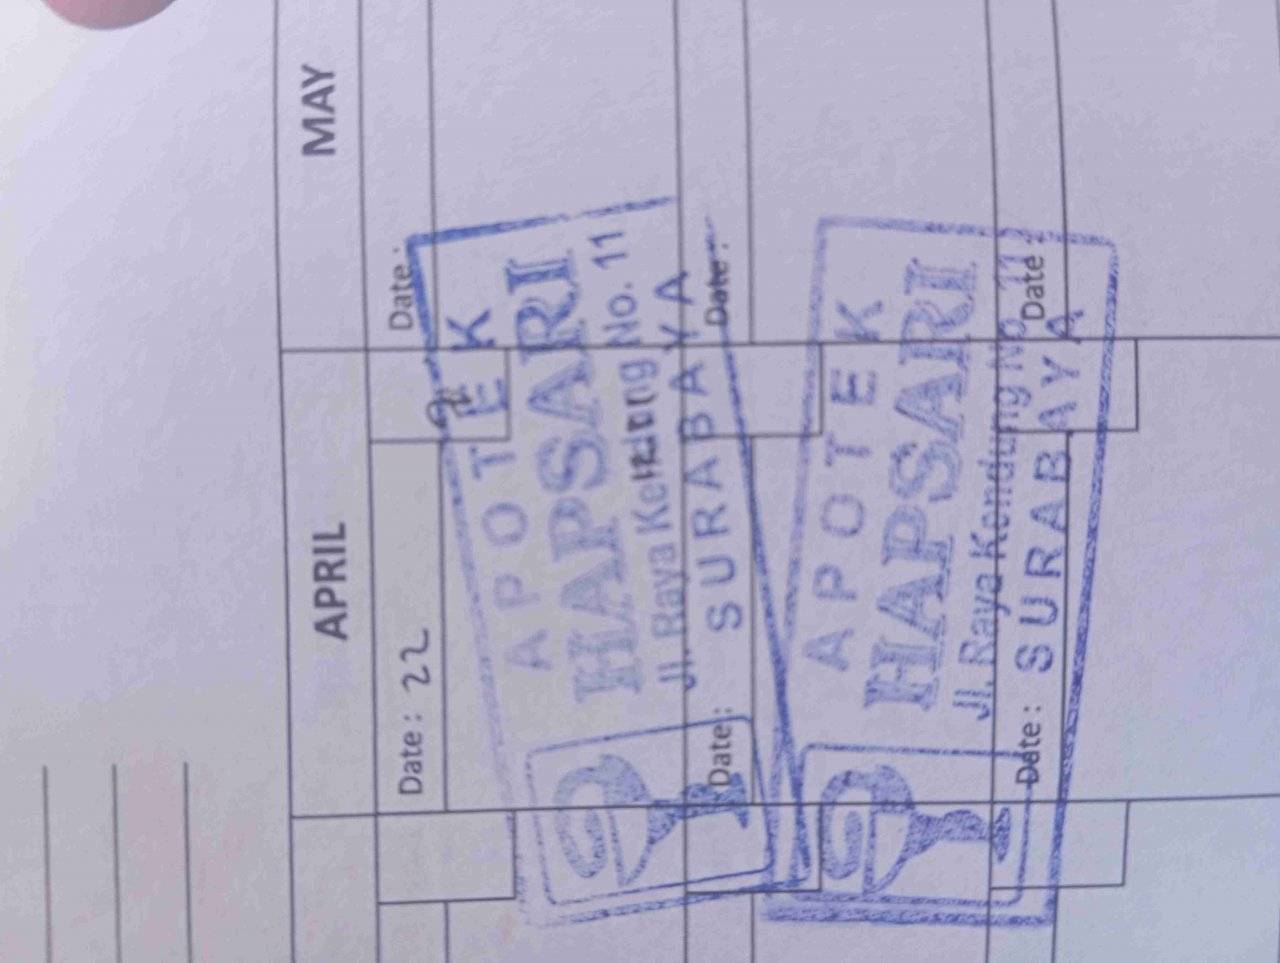 APRIL
MAY
Date : 22
Date :
APOTEK
HAPSARI
Jl. Raya Kendung No. 11
SURABAYA
Date :
Date :
APOTEK
HAPSARI
Jl. Raya Kendung No. 11
SURABAYA
Date :
Date :